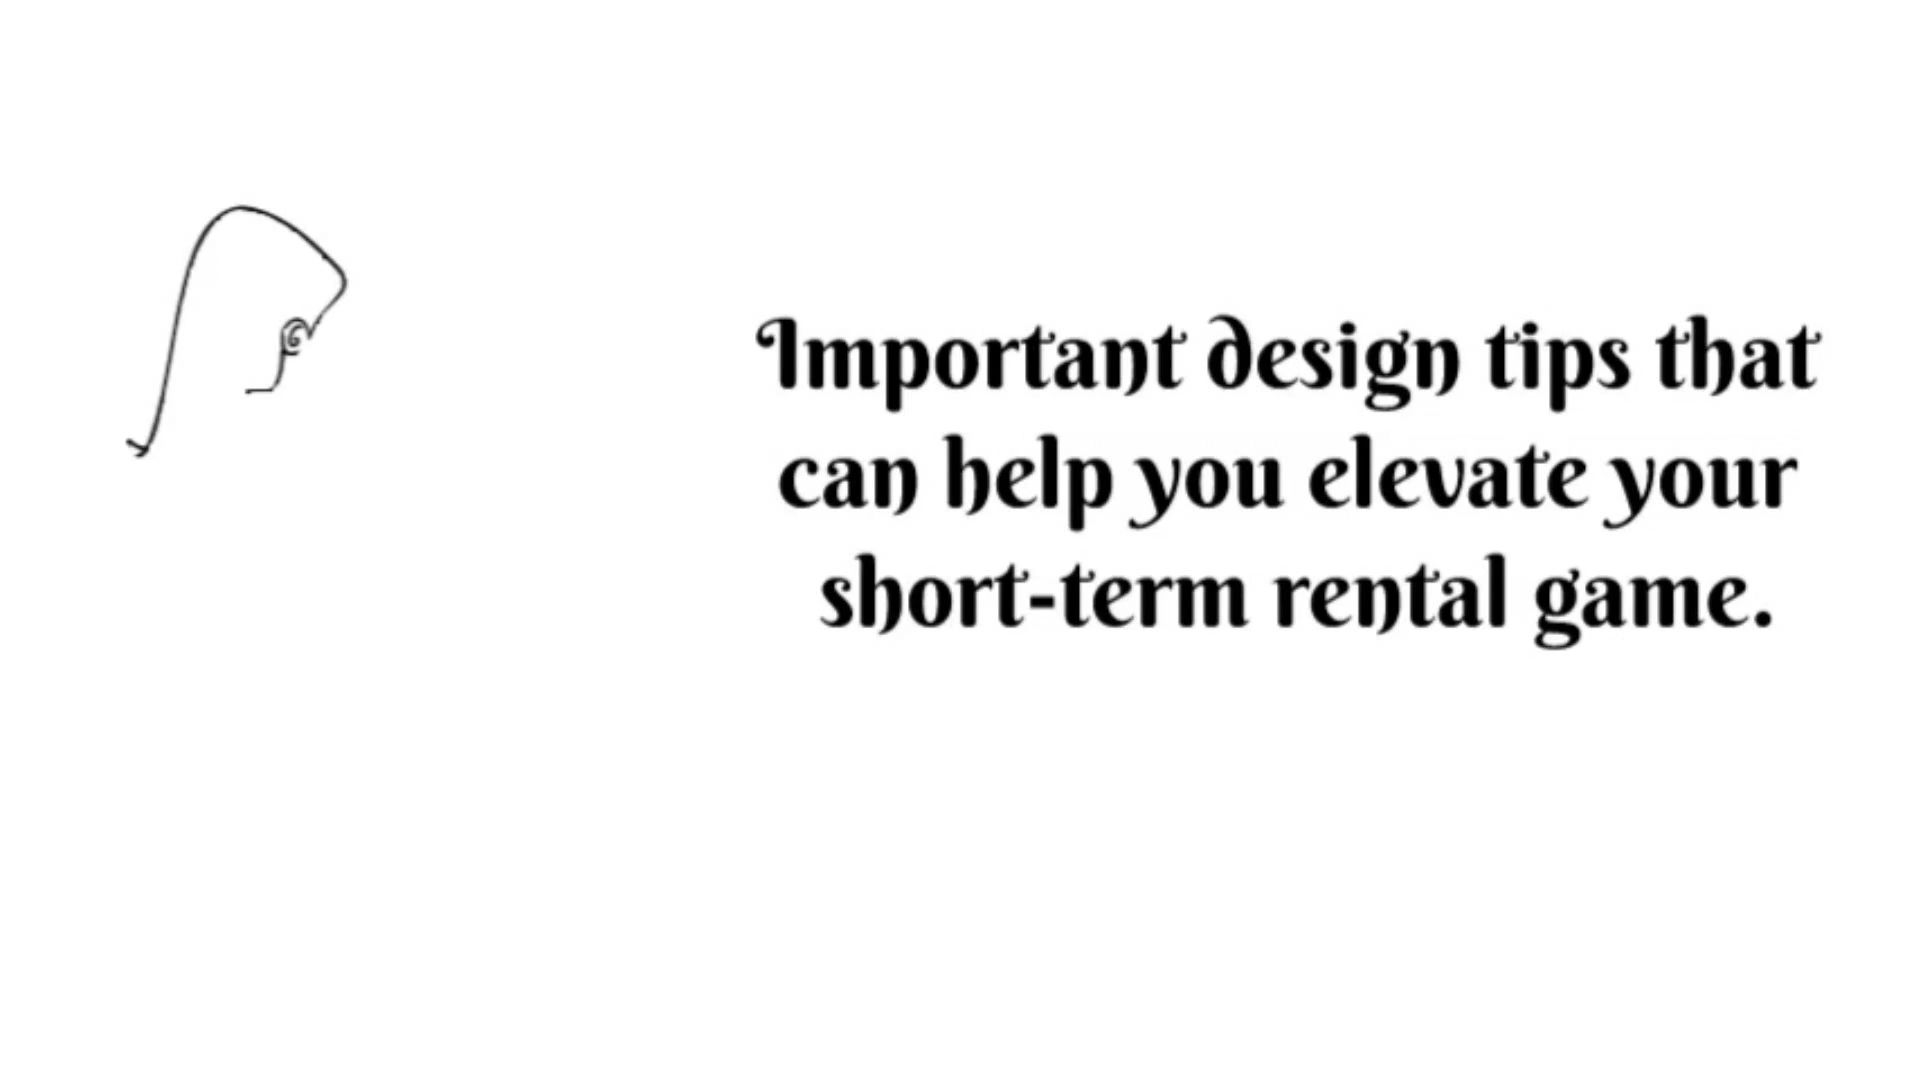 Important design tips that
can help you elevate your
short-term rental game.